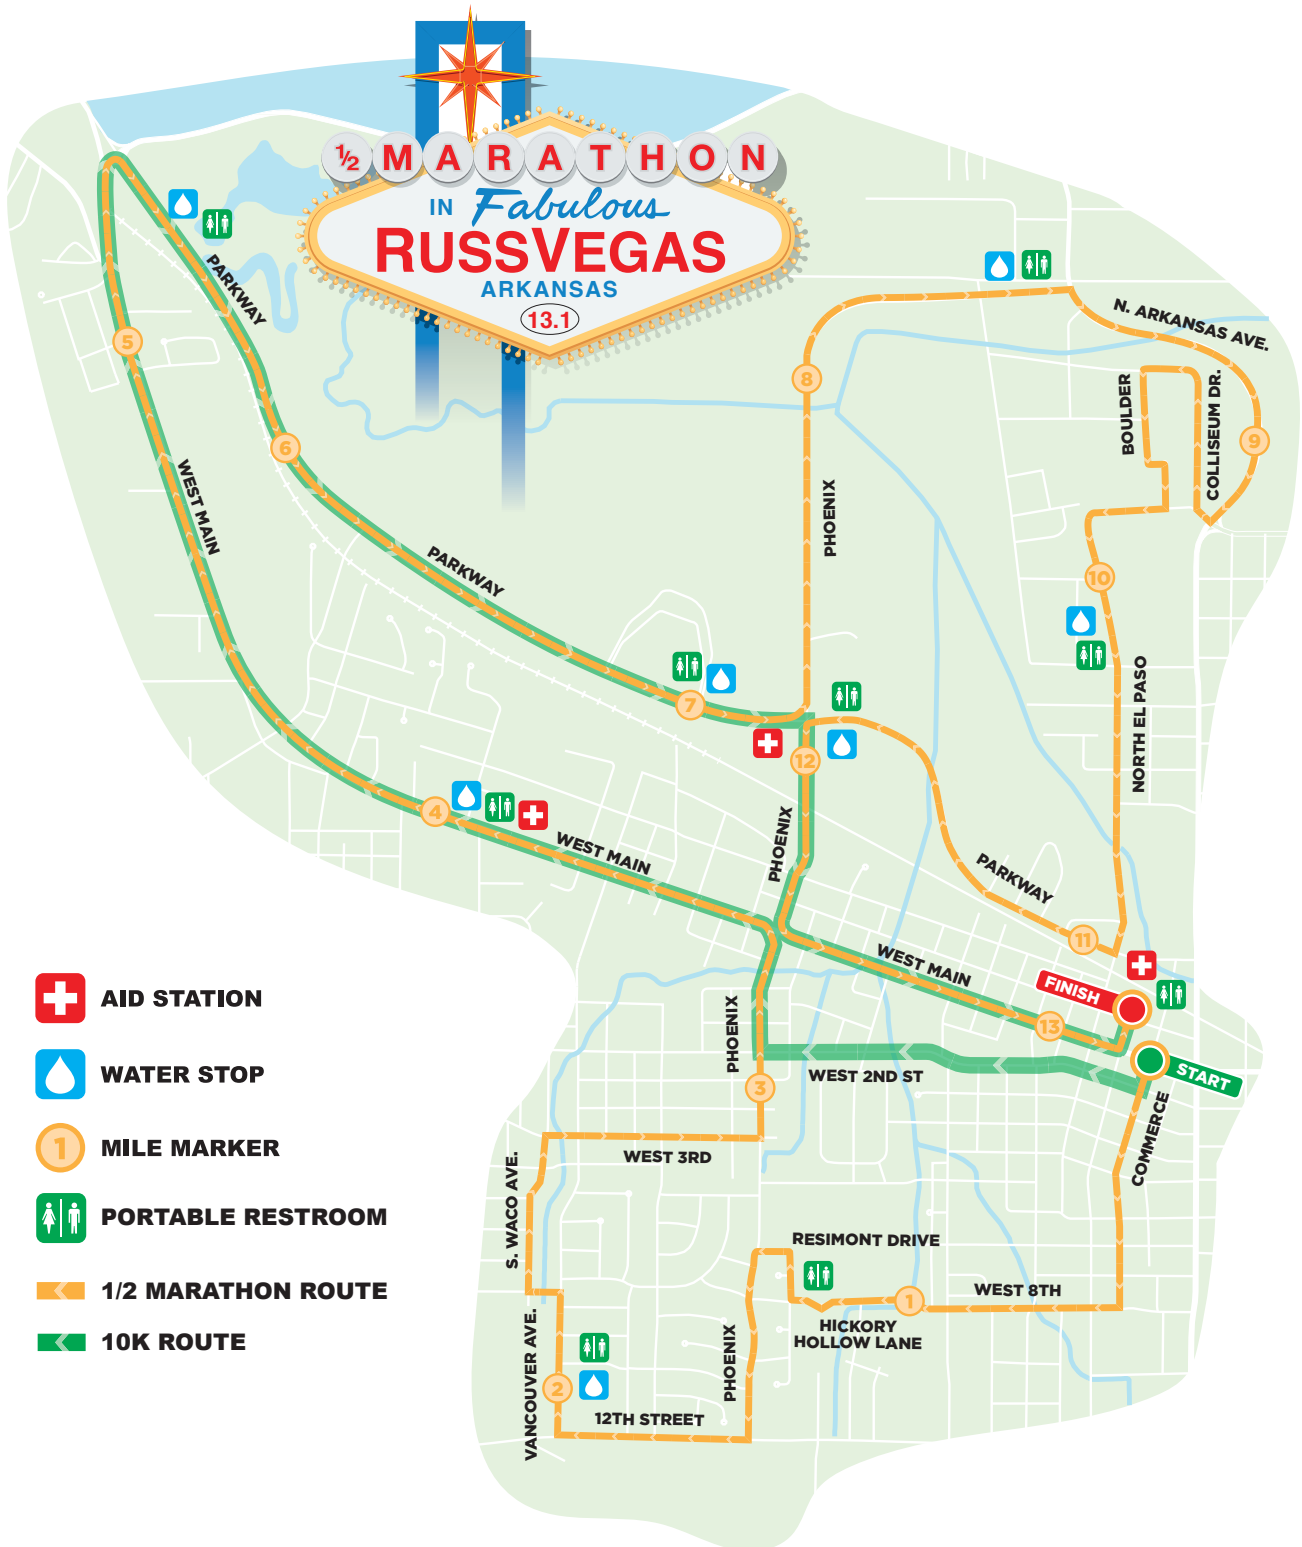 ½ MARATHON
IN Fabulous
RUSSVEGAS
ARKANSAS
13.1
PARKWAY
N. ARKANSAS AVE.
5
8
BOULDER
COLLISEUM DR.
9
6
WEST MAIN
PHOENIX
PARKWAY
10
NORTH EL PASO
7
12
4
WEST MAIN
PHOENIX
PARKWAY
11
WEST MAIN
FINISH
13
PHOENIX
WEST 2ND ST
START
3
COMMERCE
WEST 3RD
S. WACO AVE.
RESIMONT DRIVE
WEST 8TH
1
HICKORY
HOLLOW LANE
VANCOUVER AVE.
PHOENIX
2
12TH STREET
AID STATION
WATER STOP
1 MILE MARKER
PORTABLE RESTROOM
1/2 MARATHON ROUTE
10K ROUTE